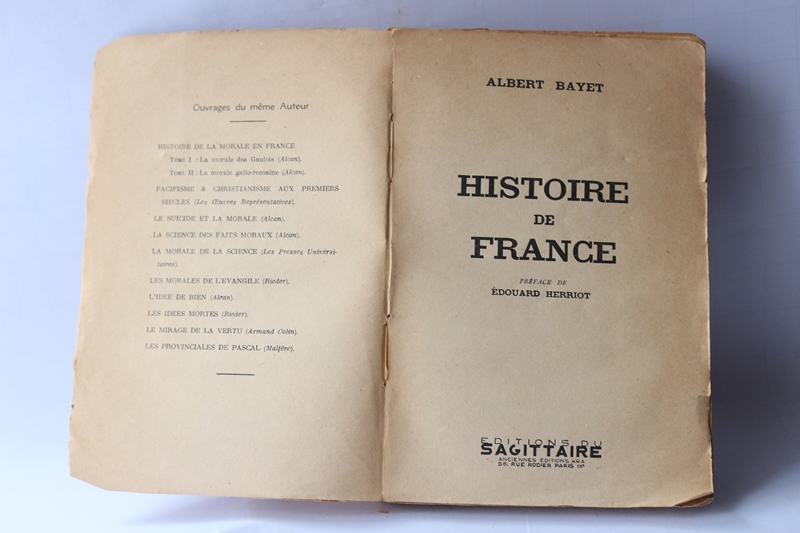 Ouvrages du même Auteur
HISTOIRE DE LA MORALE EN FRANCE
Tome I : La morale des Gaulois (Alcan).
Tome II : La morale gallo-romaine (Alcan).
PACIFISME & CHRISTIANISME AUX PREMIERS
SIECLES (Les Œuvres Représentatives).
LE SUICIDE ET LA MORALE (Alcan).
LA SCIENCE DES FAITS MORAUX (Alcan).
LA MORALE DE LA SCIENCE (Les Presses Universi-
taires).
LES MORALES DE L'EVANGILE (Rieder).
L'IDEE DE BIEN (Alcan).
LES IDEES MORTES (Rieder).
LE MIRAGE DE LA VERTU (Armand Colin).
LES PROVINCIALES DE PASCAL (Malfère).
ALBERT BAYET
HISTOIRE
DE
FRANCE
PRÉFACE DE
ÉDOUARD HERRIOT
EDITIONS DU
SAGITTAIRE
ANCIENNES EDITIONS KRA
56, RUE RODIER PARIS IXe